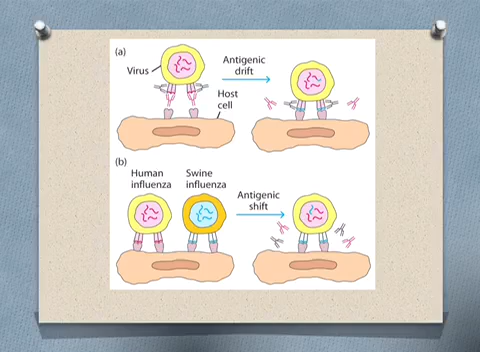 (a)
Virus
Antigenic
drift
Host
cell
(b)
Human
influenza
Swine
influenza
Antigenic
shift